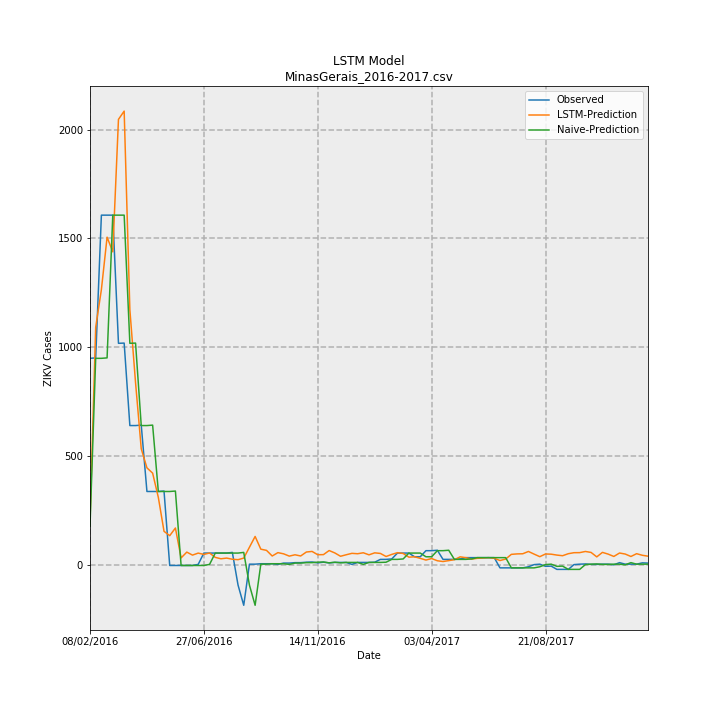 LSTM Model
MinasGerais_2016-2017.csv
Observed
LSTM-Prediction
Naive-Prediction
2000
1500
1000
500
0
ZIKV Cases
08/02/2016
27/06/2016
14/11/2016
03/04/2017
21/08/2017
Date